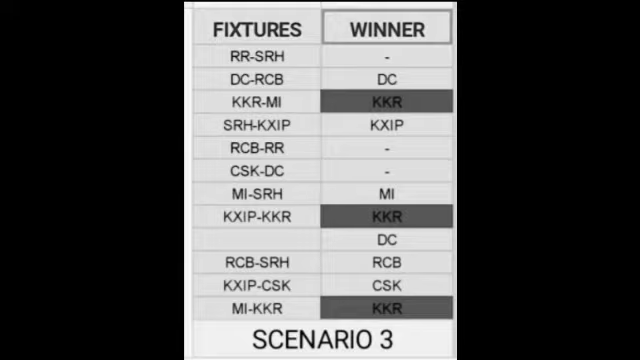 FIXTURES WINNER
RR-SRH -
DC-RCB DC
KKR-MI KKR
SRH-KXIP KXIP
RCB-RR -
CSK-DC -
MI-SRH MI
KXIP-KKR KKR
DC
RCB-SRH RCB
KXIP-CSK CSK
MI-KKR KKR
SCENARIO 3